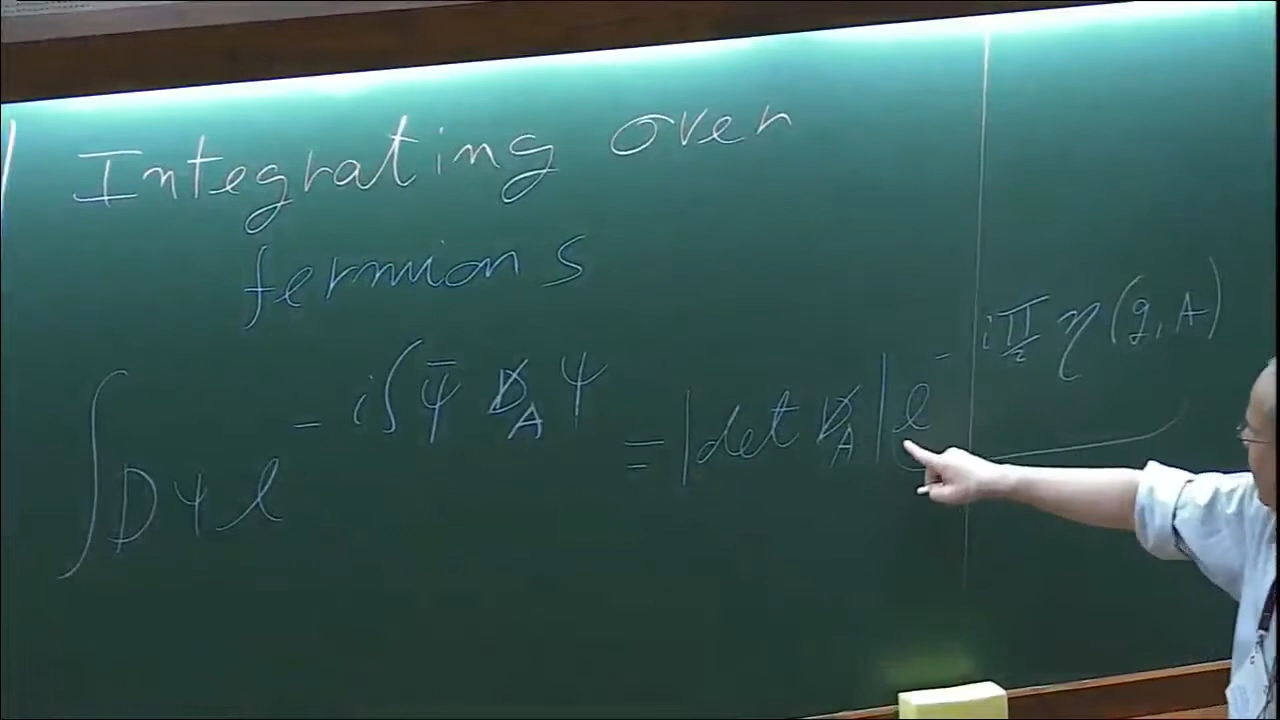 Integrating over
fermions
∫ Dψ e^{-i∫ψ̄ D̸_A ψ} = |det D̸_A| e^{-iπ/2 η(g,A)}